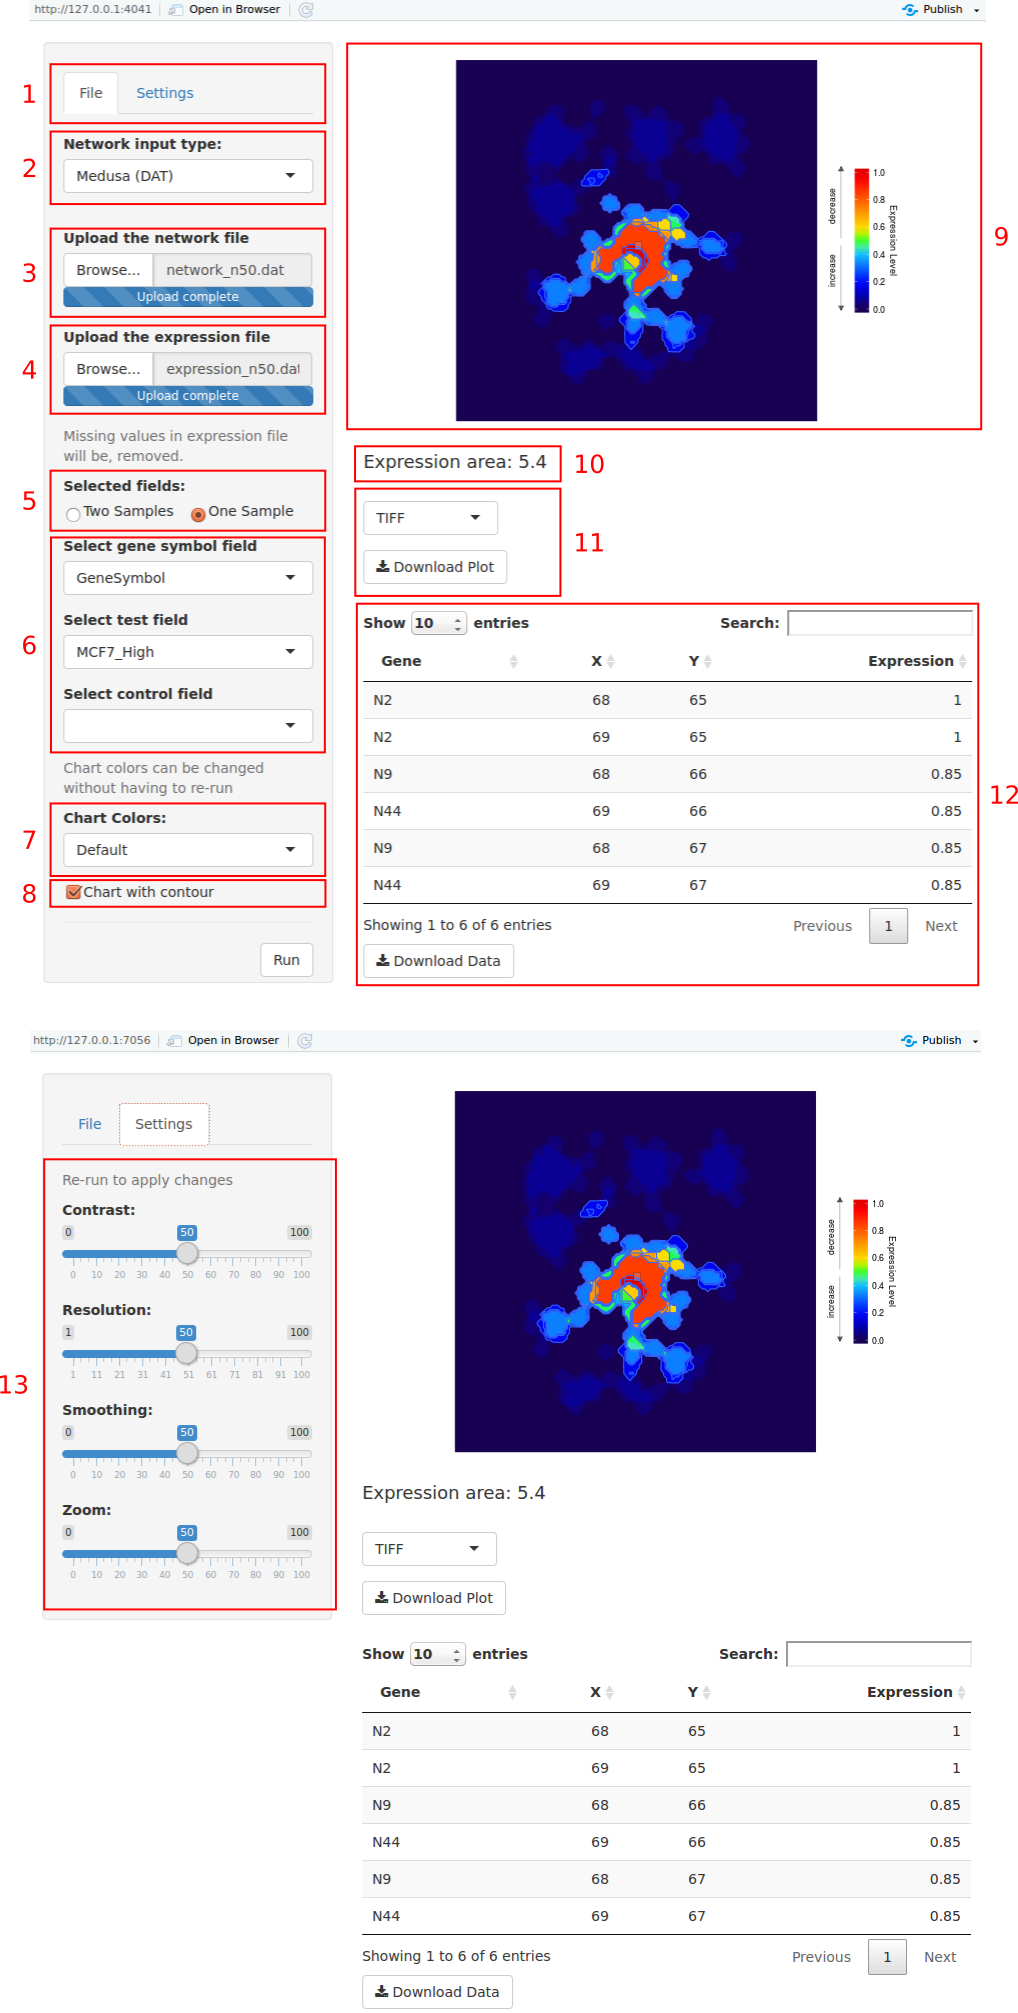 http://127.0.0.1:4041 Open in Browser Publish
1 File Settings
2 Network input type:
Medusa (DAT)
3 Upload the network file
Browse... network_n50.dat
Upload complete
4 Upload the expression file
Browse... expression_n50.dat
Upload complete
Missing values in expression file
will be, removed.
5 Selected fields:
Two Samples One Sample
6 Select gene symbol field
GeneSymbol
Select test field
MCF7_High
Select control field
Chart colors can be changed
without having to re-run
7 Chart Colors:
Default
8 Chart with contour
Run
9
decrease
increase
1.0
0.8
0.6
0.4
0.2
0.0
Expression Level
Expression area: 5.4 10
TIFF
11
Download Plot
12
Show 10 entries Search:
Gene X Y Expression
N2 68 65 1
N2 69 65 1
N9 68 66 0.85
N44 69 66 0.85
N9 68 67 0.85
N44 69 67 0.85
Showing 1 to 6 of 6 entries Previous 1 Next
Download Data
http://127.0.0.1:7056 Open in Browser Publish
File Settings
13
Re-run to apply changes
Contrast:
0 50 100
0 10 20 30 40 50 60 70 80 90 100
Resolution:
1 50 100
1 11 21 31 41 51 61 71 81 91 100
Smoothing:
0 50 100
0 10 20 30 40 50 60 70 80 90 100
Zoom:
0 50 100
0 10 20 30 40 50 60 70 80 90 100
decrease
increase
1.0
0.8
0.6
0.4
0.2
0.0
Expression Level
Expression area: 5.4
TIFF
Download Plot
Show 10 entries Search:
Gene X Y Expression
N2 68 65 1
N2 69 65 1
N9 68 66 0.85
N44 69 66 0.85
N9 68 67 0.85
N44 69 67 0.85
Showing 1 to 6 of 6 entries Previous 1 Next
Download Data